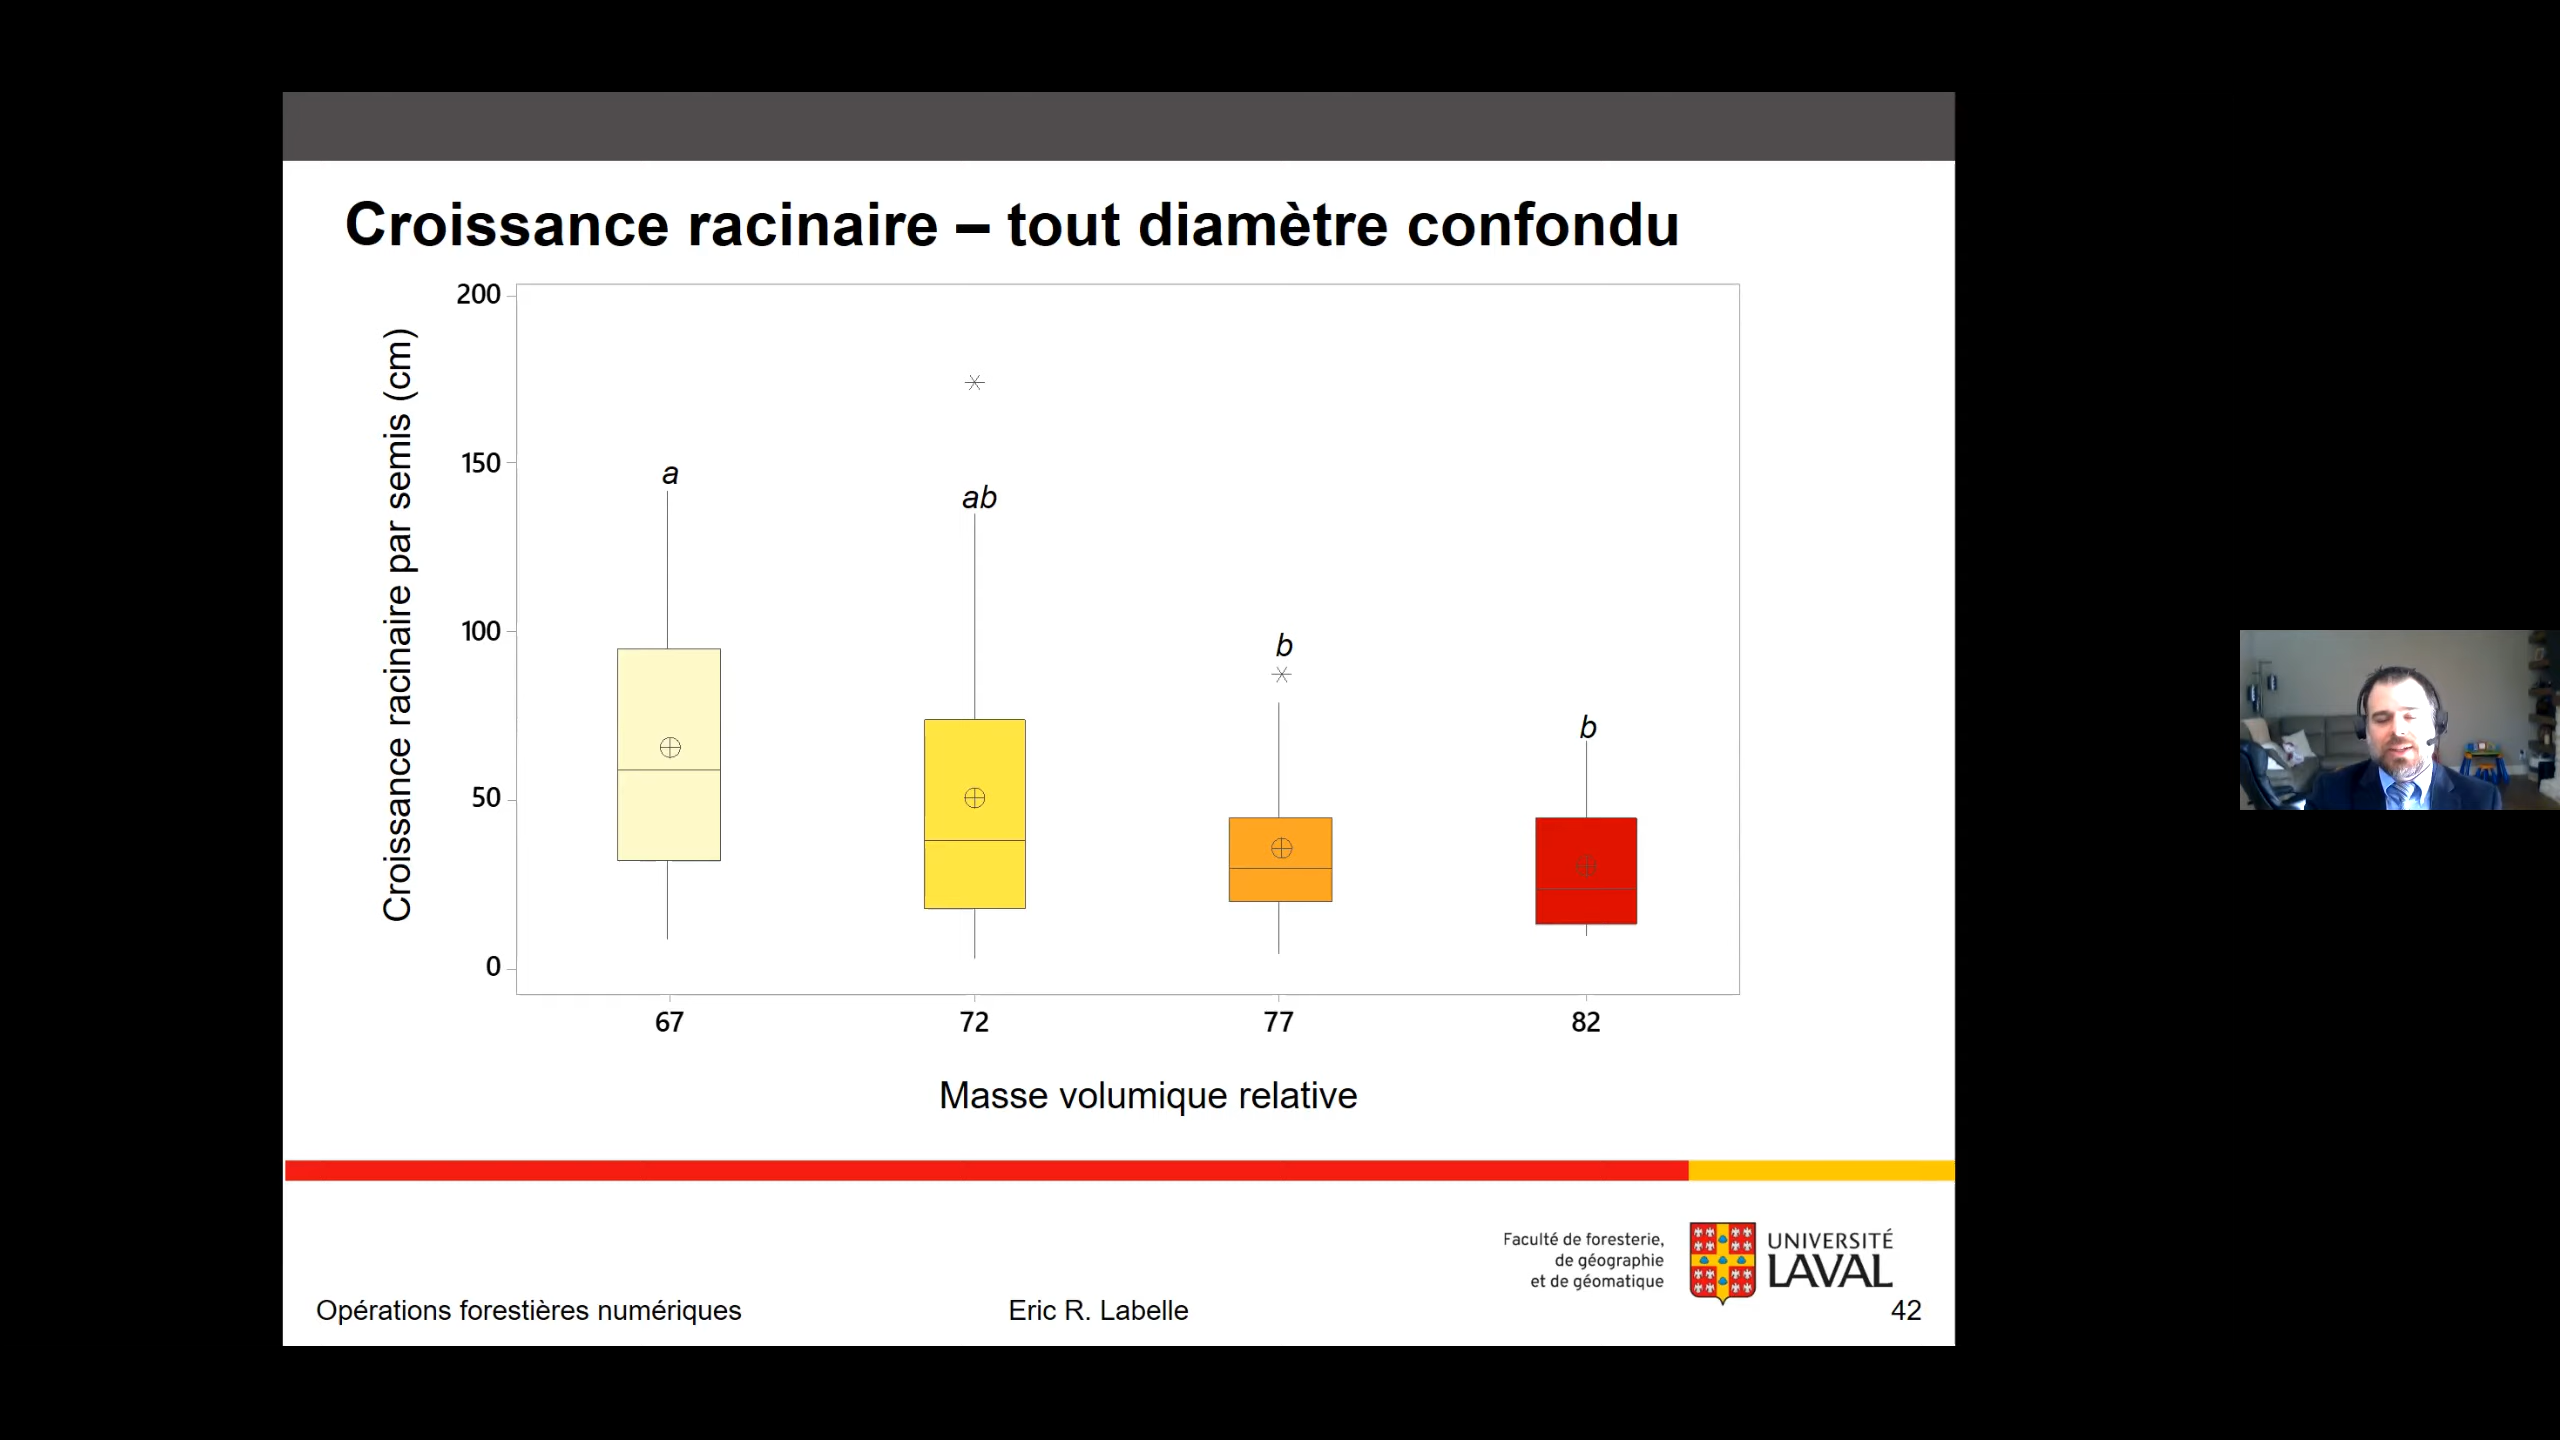 Croissance racinaire – tout diamètre confondu
Croissance racinaire par semis (cm)
200
150
100
50
0
a
ab
b
b
67
72
77
82
Masse volumique relative
Faculté de foresterie,
de géographie
et de géomatique
UNIVERSITÉ
LAVAL
Opérations forestières numériques
Eric R. Labelle
42